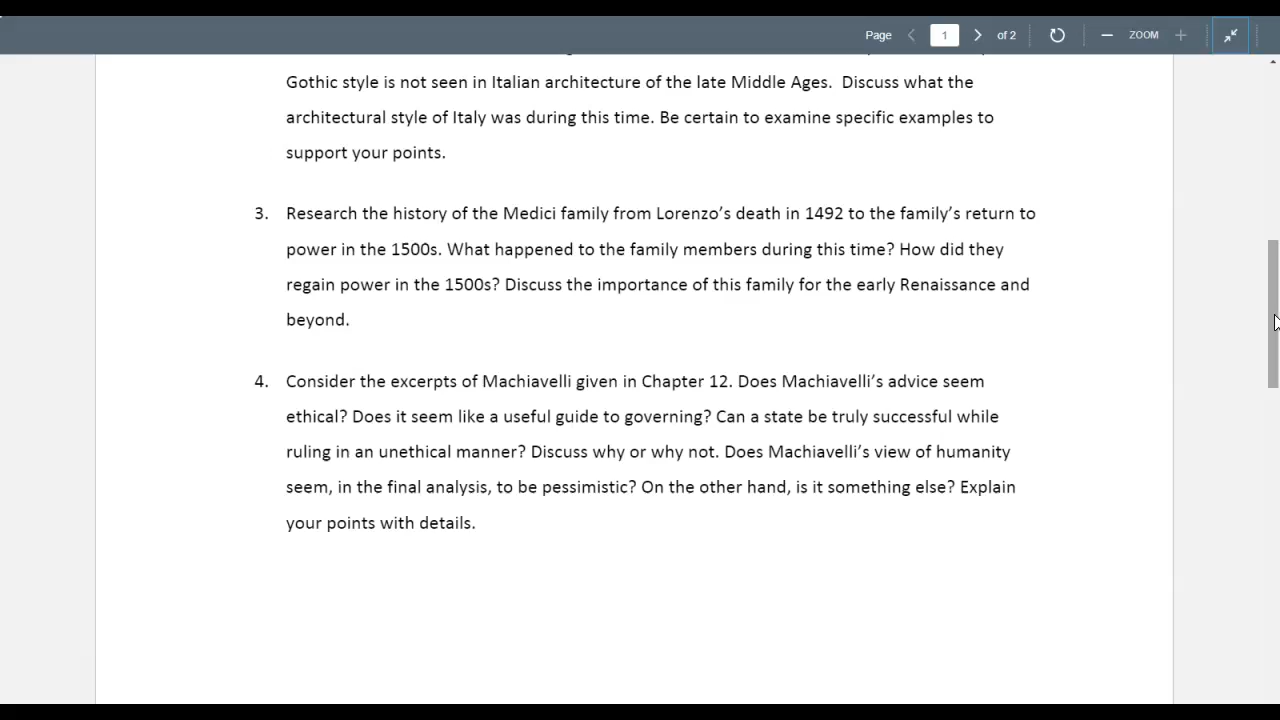 Page 1 of 2 ZOOM
Gothic style is not seen in Italian architecture of the late Middle Ages.  Discuss what the
architectural style of Italy was during this time. Be certain to examine specific examples to
support your points.
3. Research the history of the Medici family from Lorenzo’s death in 1492 to the family’s return to
power in the 1500s. What happened to the family members during this time? How did they
regain power in the 1500s? Discuss the importance of this family for the early Renaissance and
beyond.
4. Consider the excerpts of Machiavelli given in Chapter 12. Does Machiavelli’s advice seem
ethical? Does it seem like a useful guide to governing? Can a state be truly successful while
ruling in an unethical manner? Discuss why or why not. Does Machiavelli’s view of humanity
seem, in the final analysis, to be pessimistic? On the other hand, is it something else? Explain
your points with details.